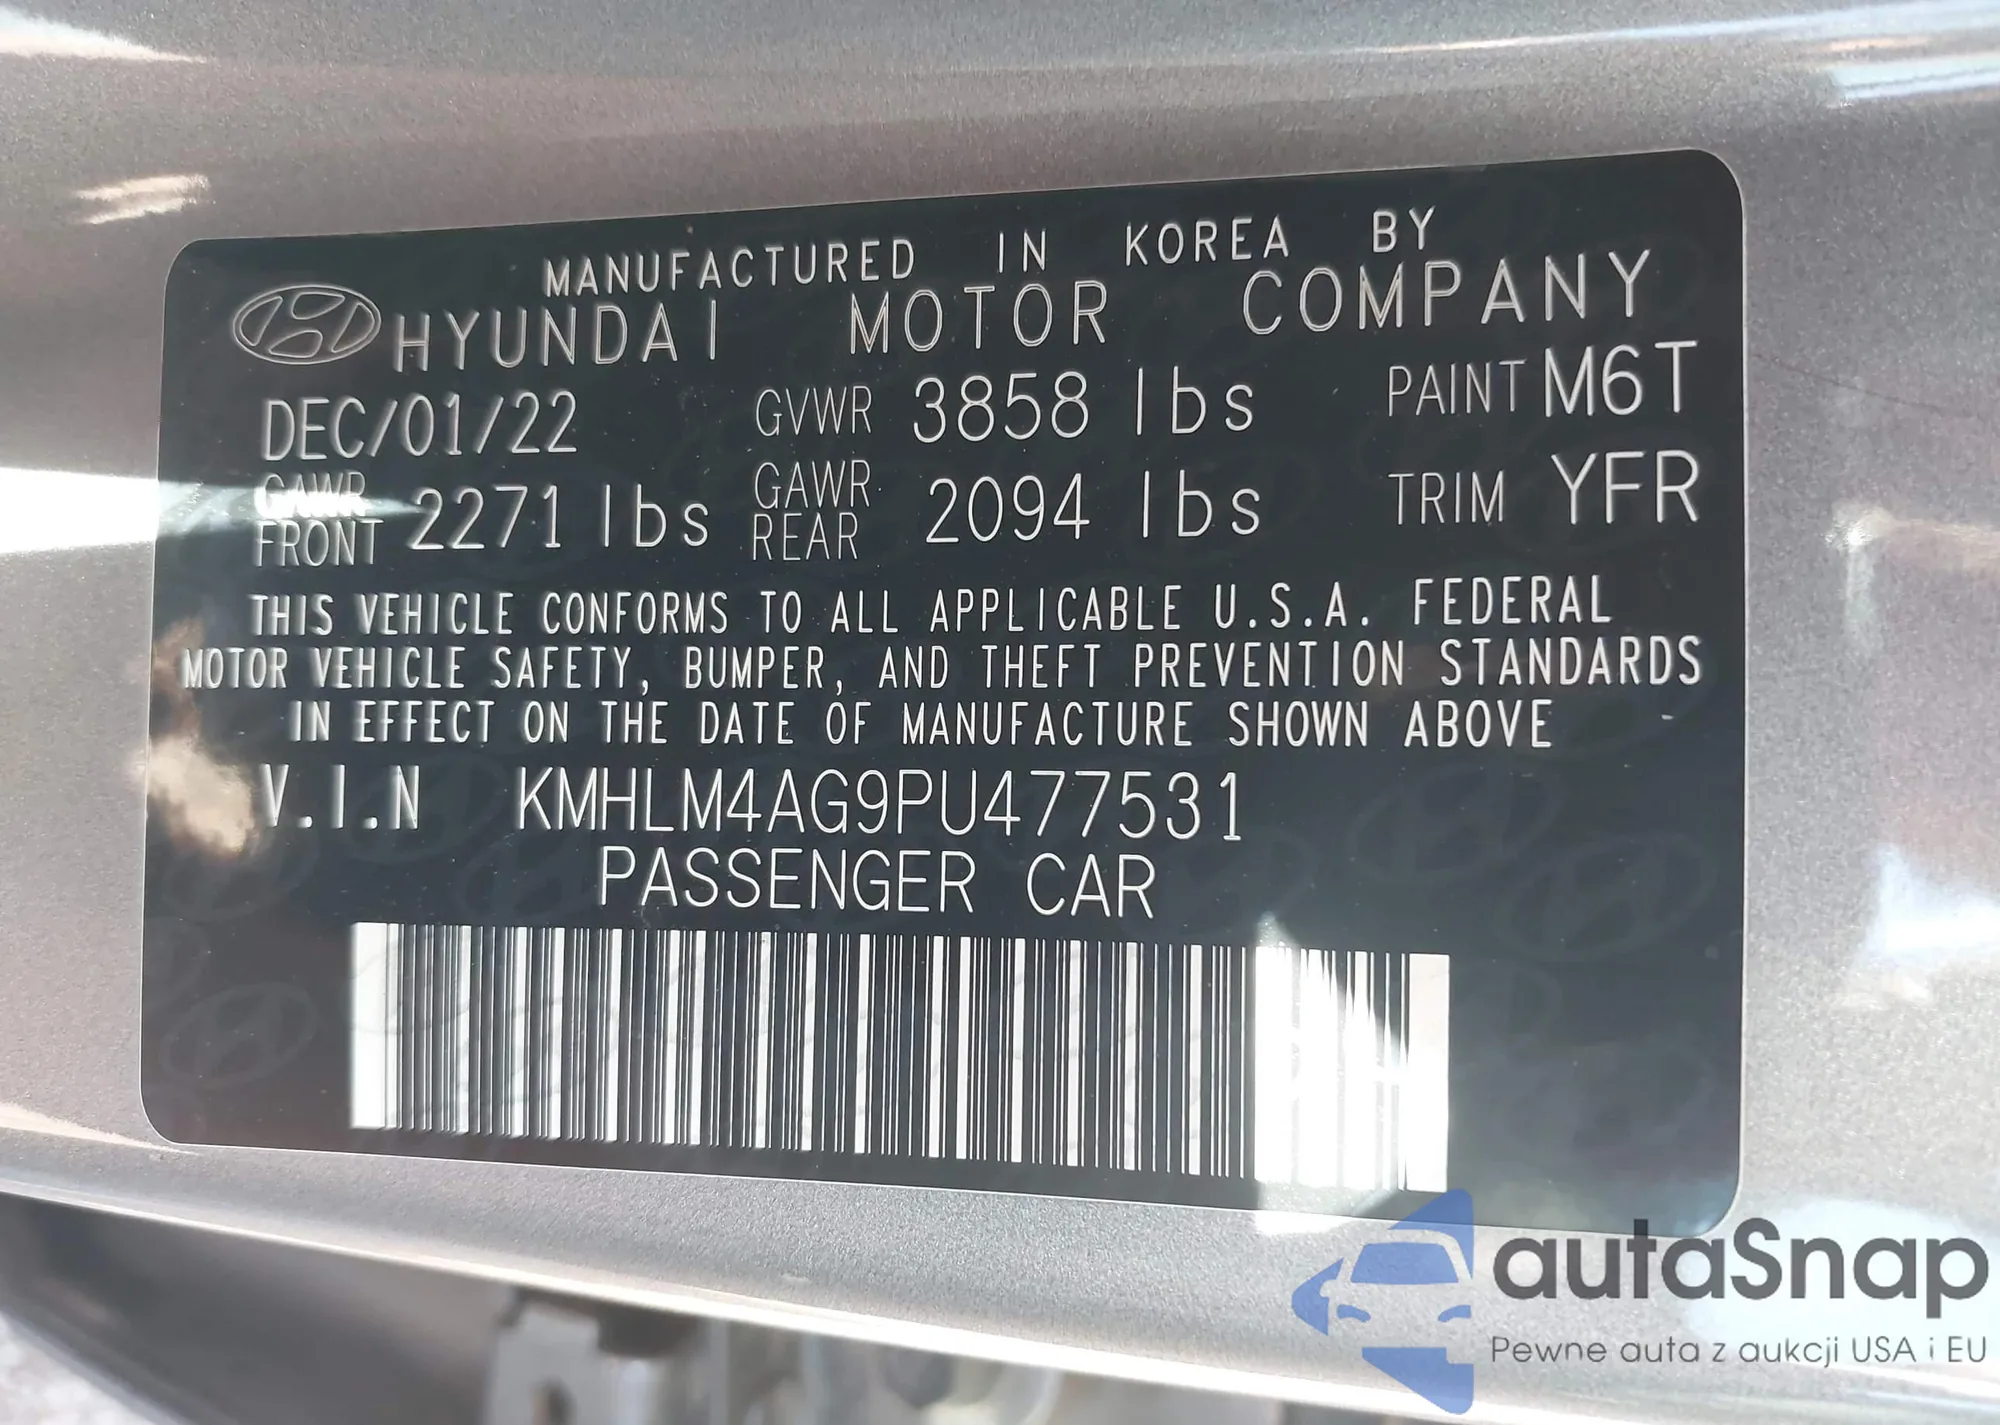 MANUFACTURED IN KOREA BY
HYUNDAI MOTOR COMPANY
DEC/01/22 GVWR 3858 lbs PAINT M6T
GAWR FRONT 2271 lbs GAWR REAR 2094 lbs TRIM YFR
THIS VEHICLE CONFORMS TO ALL APPLICABLE U.S.A. FEDERAL
MOTOR VEHICLE SAFETY, BUMPER, AND THEFT PREVENTION STANDARDS
IN EFFECT ON THE DATE OF MANUFACTURE SHOWN ABOVE
V.I.N KMHLM4AG9PU477531
PASSENGER CAR
autaSnap
Pewne auta z aukcji USA i EU